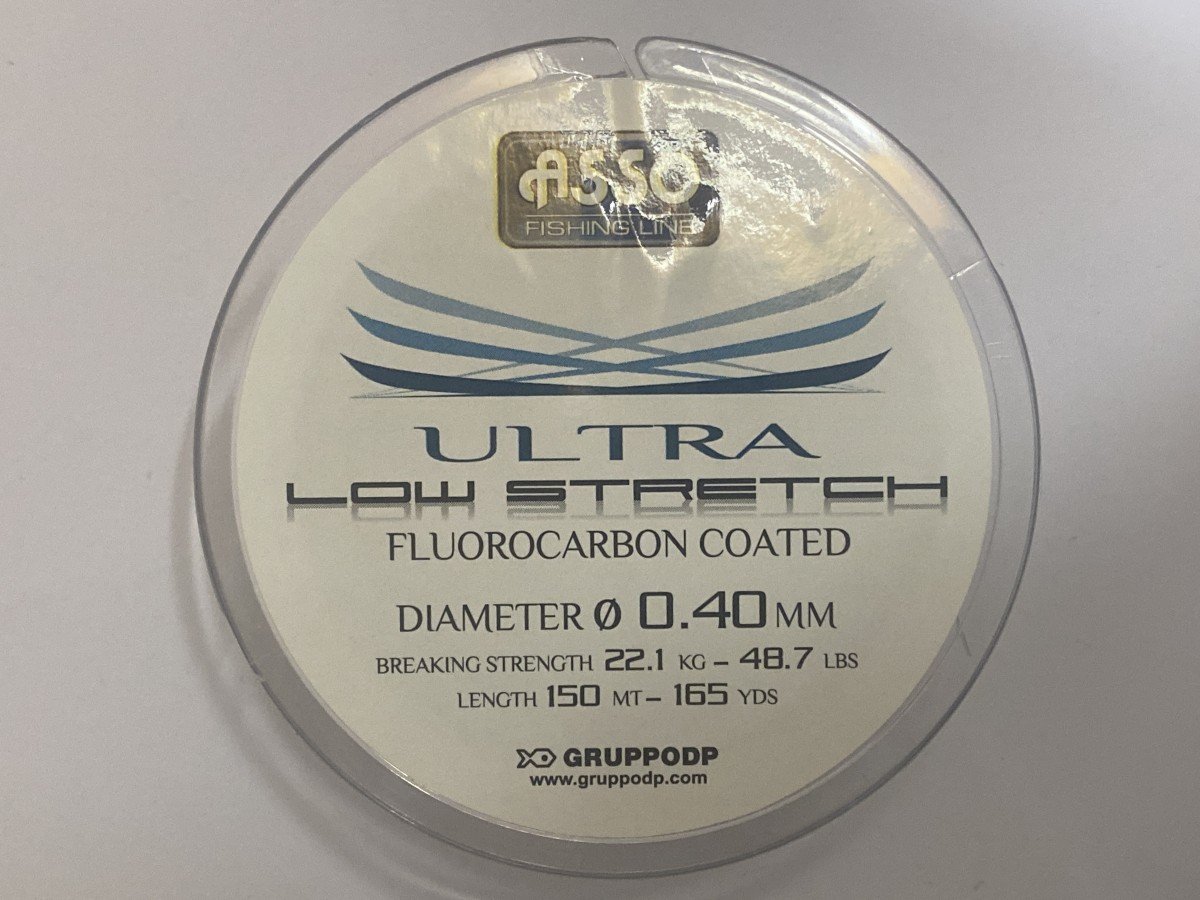 ASSO
FISHING LINE
ULTRA
LOW STRETCH
FLUOROCARBON COATED
DIAMETER Ø 0.40 MM
BREAKING STRENGTH 22.1 KG – 48.7 LBS
LENGTH 150 MT – 165 YDS
GRUPPODP
www.gruppodp.com